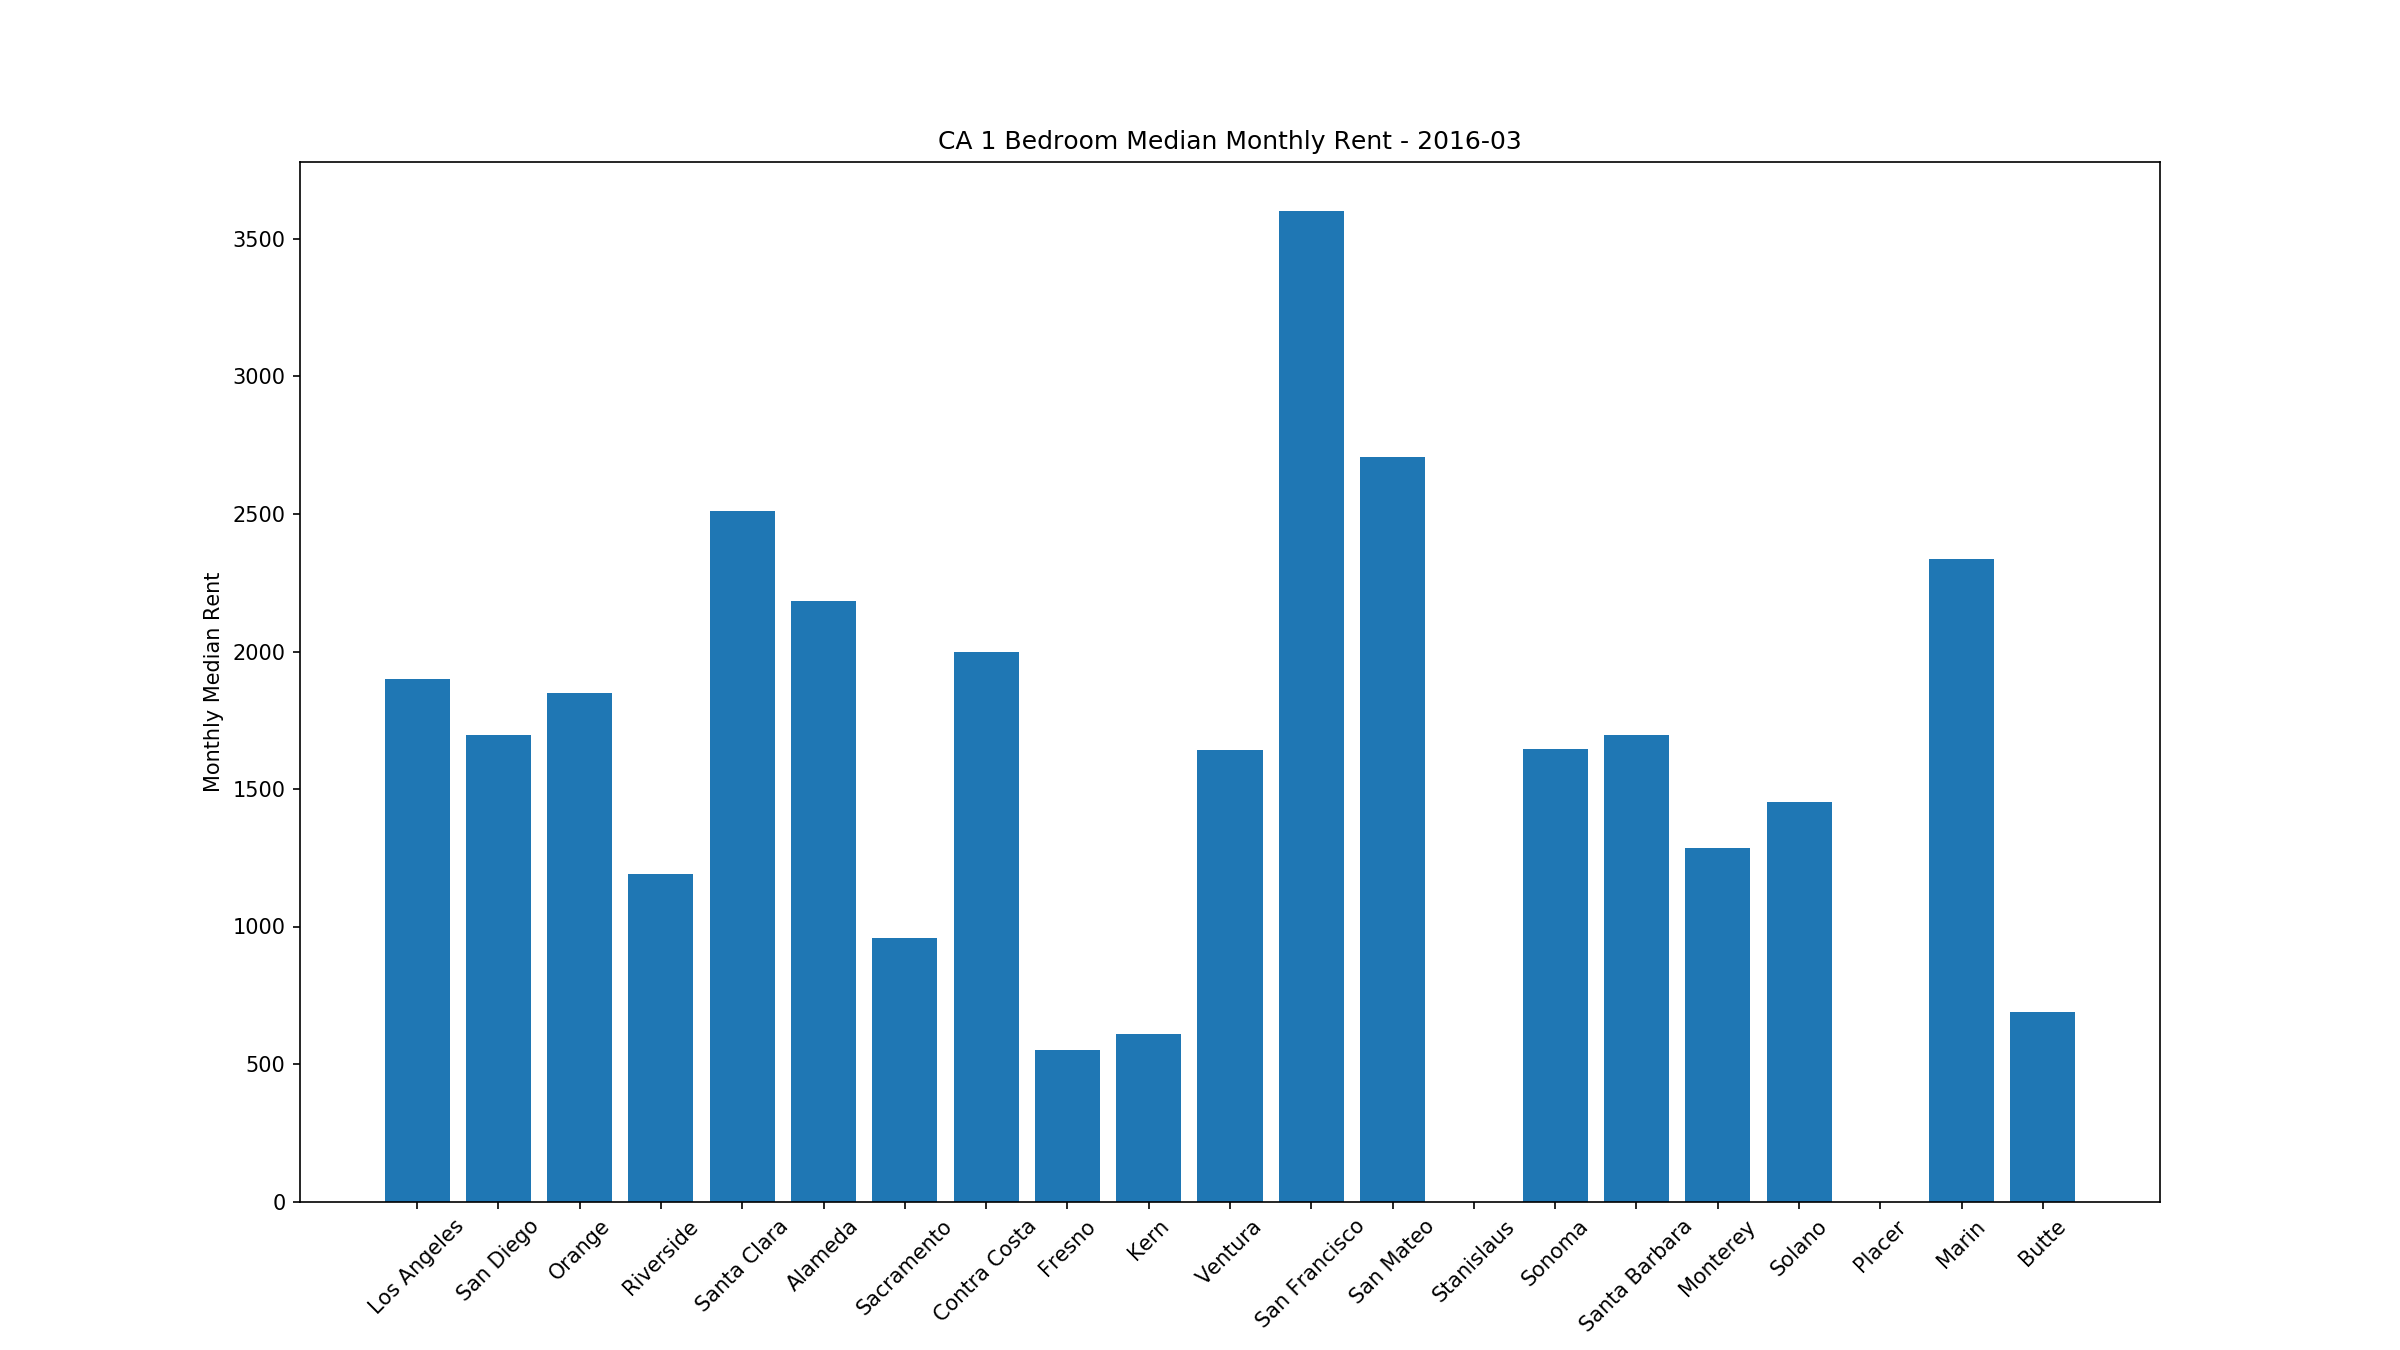 CA 1 Bedroom Median Monthly Rent - 2016-03
Monthly Median Rent
3500
3000
2500
2000
1500
1000
500
0
Los Angeles
San Diego
Orange
Riverside
Santa Clara
Alameda
Sacramento
Contra Costa
Fresno
Kern
Ventura
San Francisco
San Mateo
Stanislaus
Sonoma
Santa Barbara
Monterey
Solano
Placer
Marin
Butte